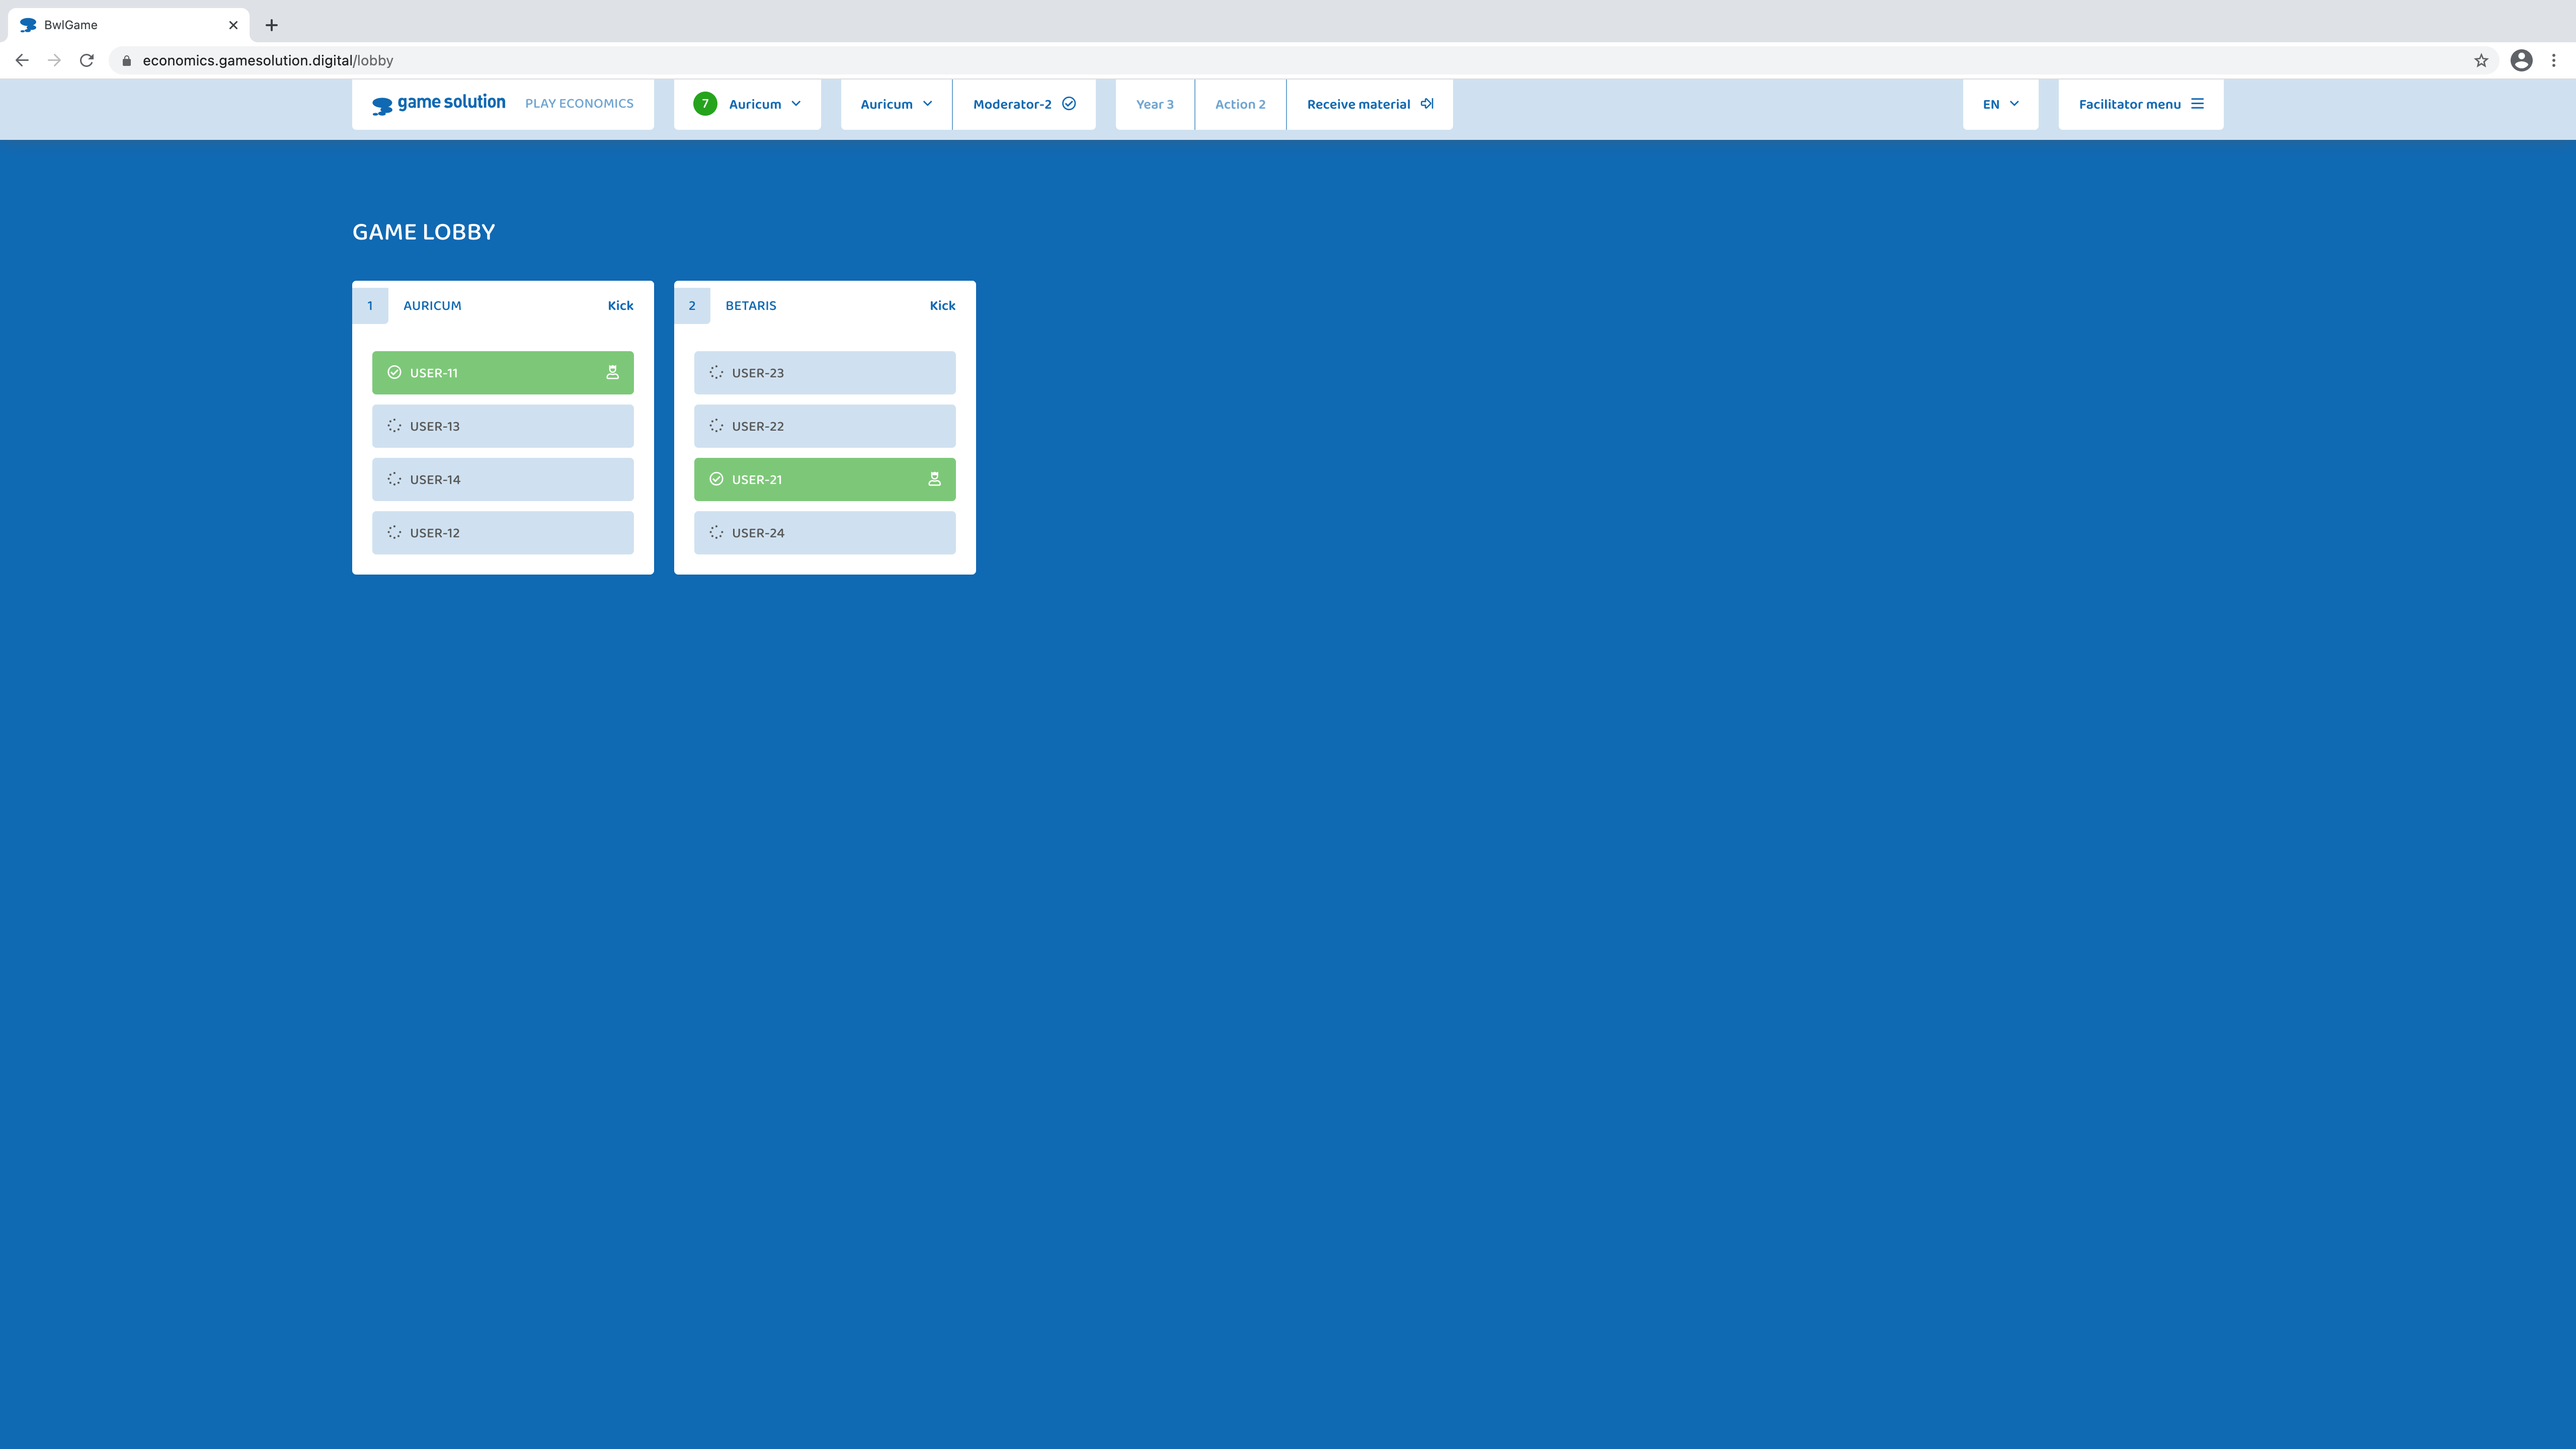 BwlGame
economics.gamesolution.digital/lobby
game solution PLAY ECONOMICS 7 Auricum Auricum Moderator-2 Year 3 Action 2 Receive material EN Facilitator menu
GAME LOBBY
1 AURICUM Kick
USER-11
USER-13
USER-14
USER-12
2 BETARIS Kick
USER-23
USER-22
USER-21
USER-24